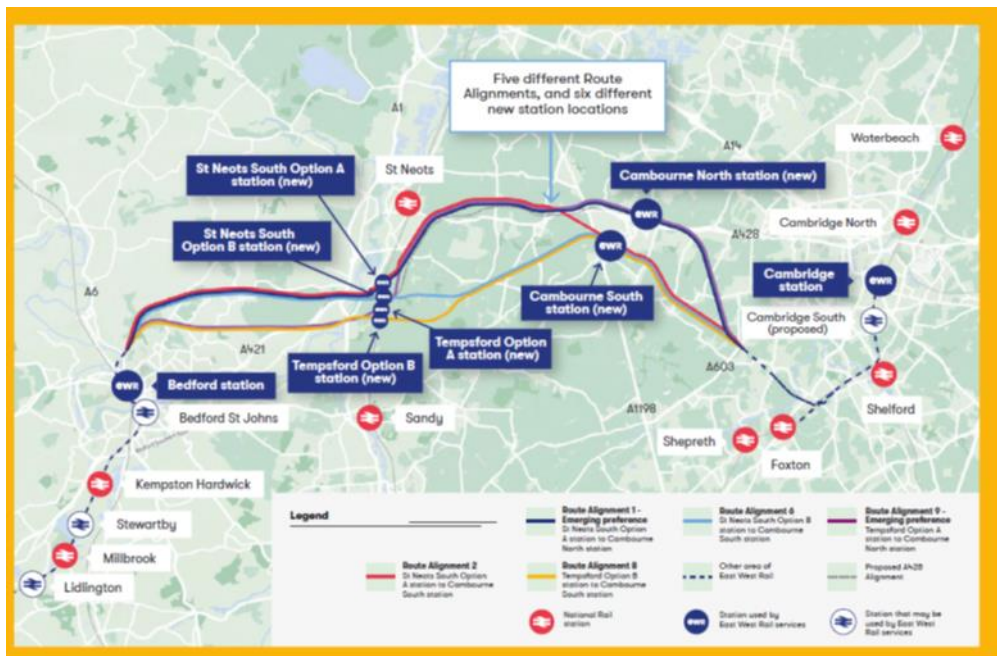 Five different Route
Alignments, and six different
new station locations
A1
A14
Waterbeach
St Neots South Option A
station (new)
St Neots
Cambourne North station (new)
ewr
Cambridge North
St Neots South
Option B station (new)
A428
ewr
Cambridge
station
ewr
A6
Cambourne South
station (new)
Cambridge South
(proposed)
Tempsford Option
A station (new)
A421
Tempsford Option B
station (new)
A603
ewr
Bedford station
A1198
Shelford
Bedford St Johns
Sandy
Shepreth
Foxton
Kempston Hardwick
Stewartby
Millbrook
Lidlington
Legend
Route Alignment 1 -
Emerging preference
St Neots South Option
A station to Cambourne
North station
Route Alignment 6
St Neots South Option B
station to Cambourne
South station
Route Alignment 9 -
Emerging preference
Tempsford Option A
station to Cambourne
North station
Route Alignment 2
St Neots South Option
A station to Cambourne
South station
Route Alignment 8
Tempsford Option B
station to Cambourne
South station
Other area of
East West Rail
Proposed A428
Alignment
National Rail
station
ewr
Station used by
East West Rail services
Station that may be
used by East West
Rail services